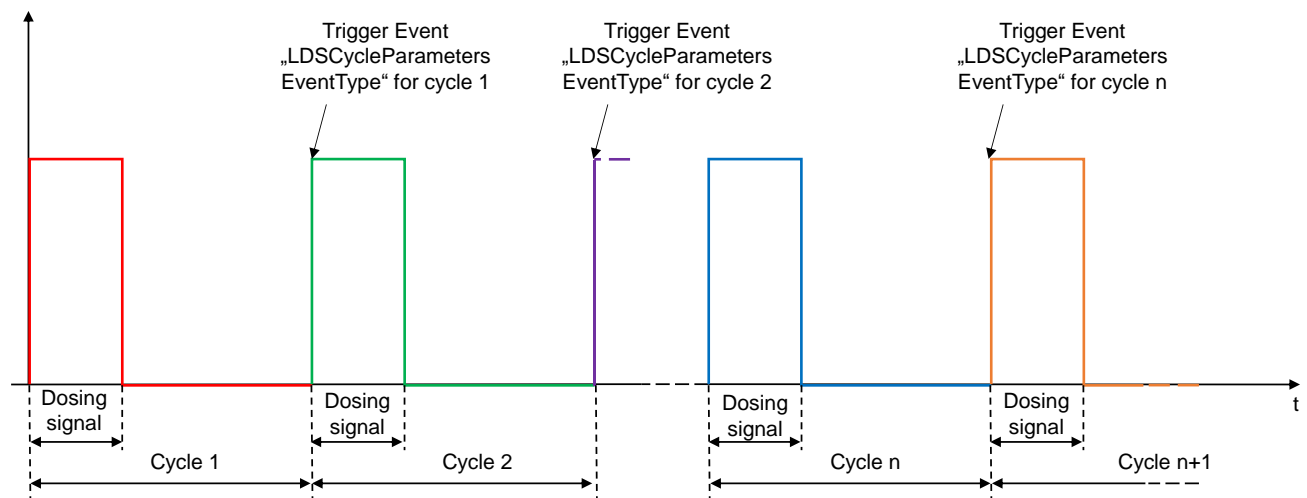 Trigger Event
„LDSCycleParameters
EventType“ for cycle 1
Trigger Event
„LDSCycleParameters
EventType“ for cycle 2
Trigger Event
„LDSCycleParameters
EventType“ for cycle n
t
Dosing
signal
Dosing
signal
Dosing
signal
Dosing
signal
Cycle 1
Cycle 2
Cycle n
Cycle n+1